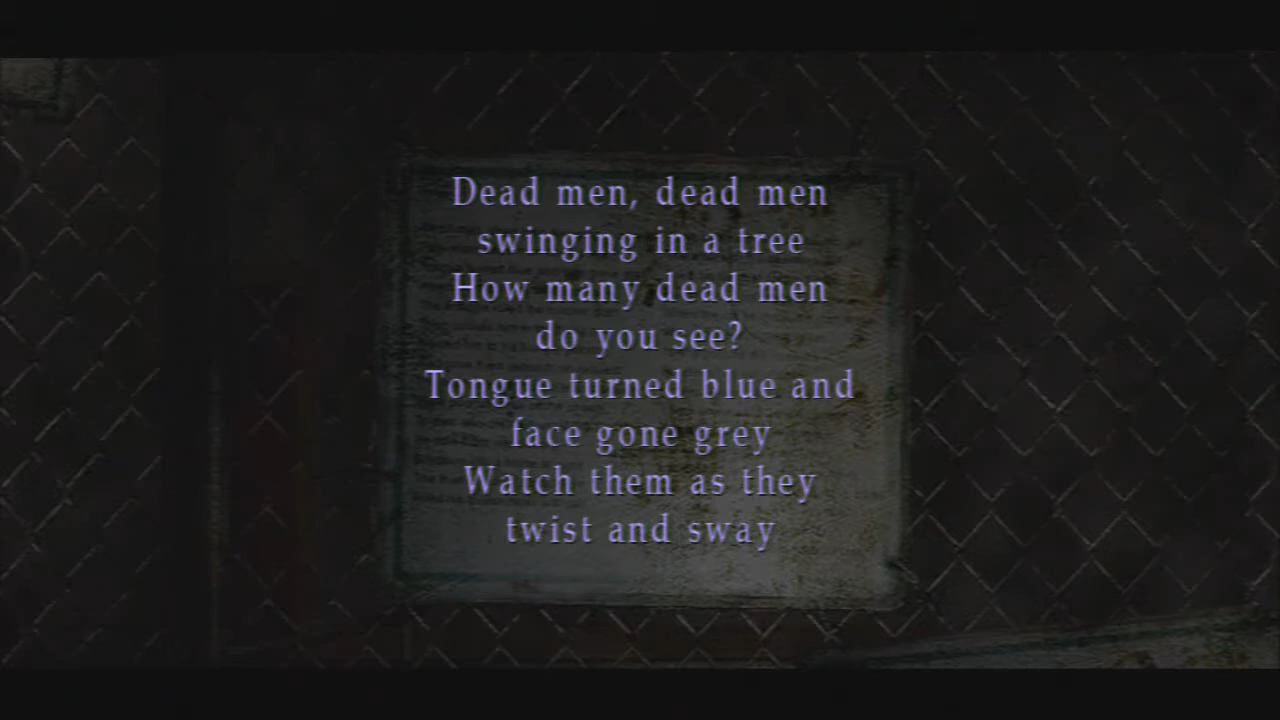 Dead men, dead men
swinging in a tree
How many dead men
do you see?
Tongue turned blue and
face gone grey
Watch them as they
twist and sway